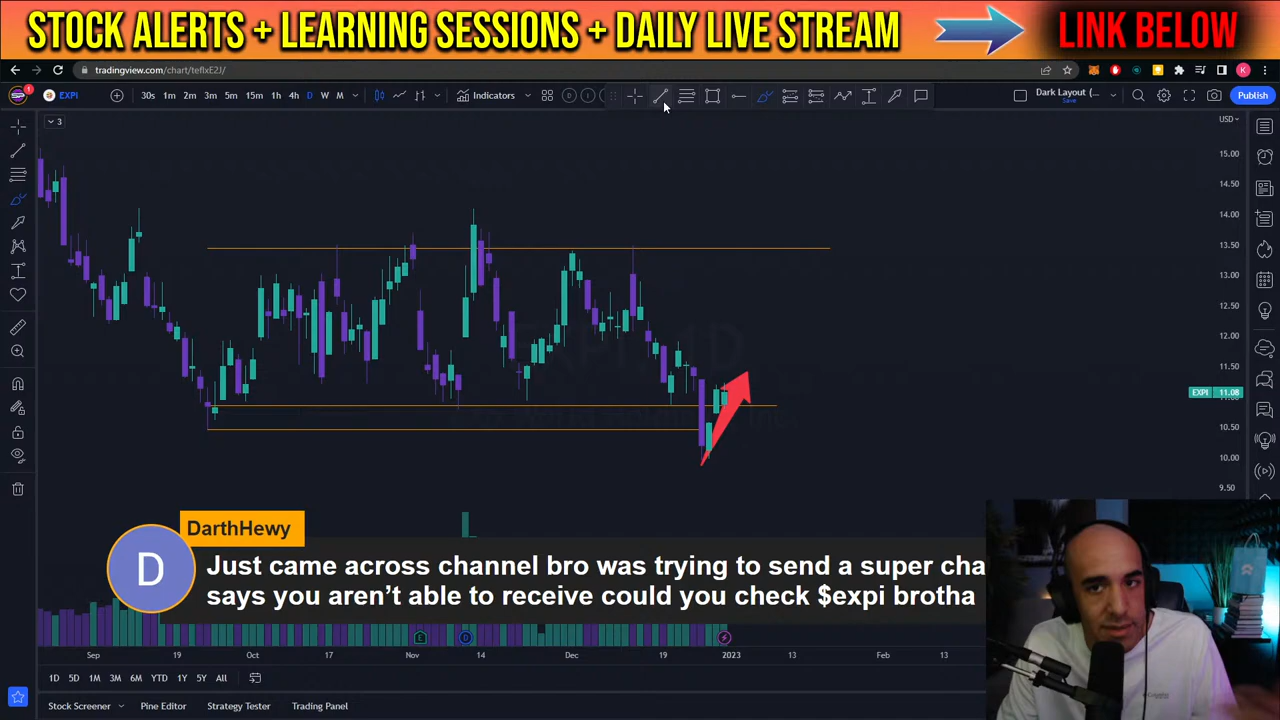 STOCK ALERTS + LEARNING SESSIONS + DAILY LIVE STREAM
LINK BELOW
tradingview.com/chart/tefIxE2J/
K
1
EXPI
30s 1m 2m 3m 5m 15m 1h 4h D W M
Indicators
Dark Layout (...
Save
Publish
3
USD
15.00
14.50
14.00
13.50
13.00
12.50
12.00
11.50
EXPI 11.08
10.50
10.00
9.50
DarthHewy
D
Just came across channel bro was trying to send a super cha
says you aren't able to receive could you check $expi brotha
E
D
Sep 19 Oct 17 Nov 14 Dec 19 2023 13 Feb 13
1D 5D 1M 3M 6M YTD 1Y 5Y All
Stock Screener Pine Editor Strategy Tester Trading Panel